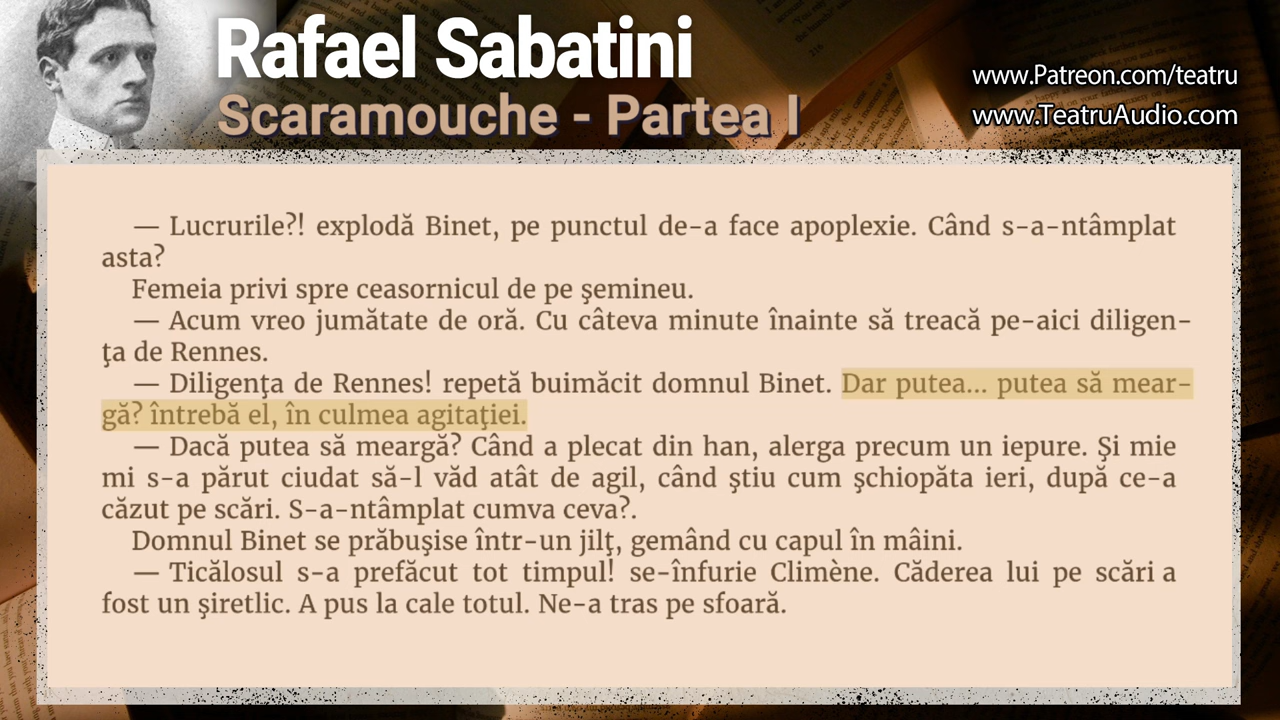 Rafael Sabatini
Scaramouche - Partea I
www.Patreon.com/teatru
www.TeatruAudio.com
— Lucrurile?! explodă Binet, pe punctul de-a face apoplexie. Când s-a-ntâmplat
asta?
Femeia privi spre ceasornicul de pe şemineu.
— Acum vreo jumătate de oră. Cu câteva minute înainte să treacă pe-aici diligen-
ţa de Rennes.
— Diligenţa de Rennes! repetă buimăcit domnul Binet. Dar putea... putea să mear-
gă? întrebă el, în culmea agitaţiei.
— Dacă putea să meargă? Când a plecat din han, alerga precum un iepure. Şi mie
mi s-a părut ciudat să-l văd atât de agil, când ştiu cum şchiopăta ieri, după ce-a
căzut pe scări. S-a-ntâmplat cumva ceva?.
Domnul Binet se prăbuşise într-un jilţ, gemând cu capul în mâini.
— Ticălosul s-a prefăcut tot timpul! se-înfurie Climène. Căderea lui pe scări a
fost un şiretlic. A pus la cale totul. Ne-a tras pe sfoară.